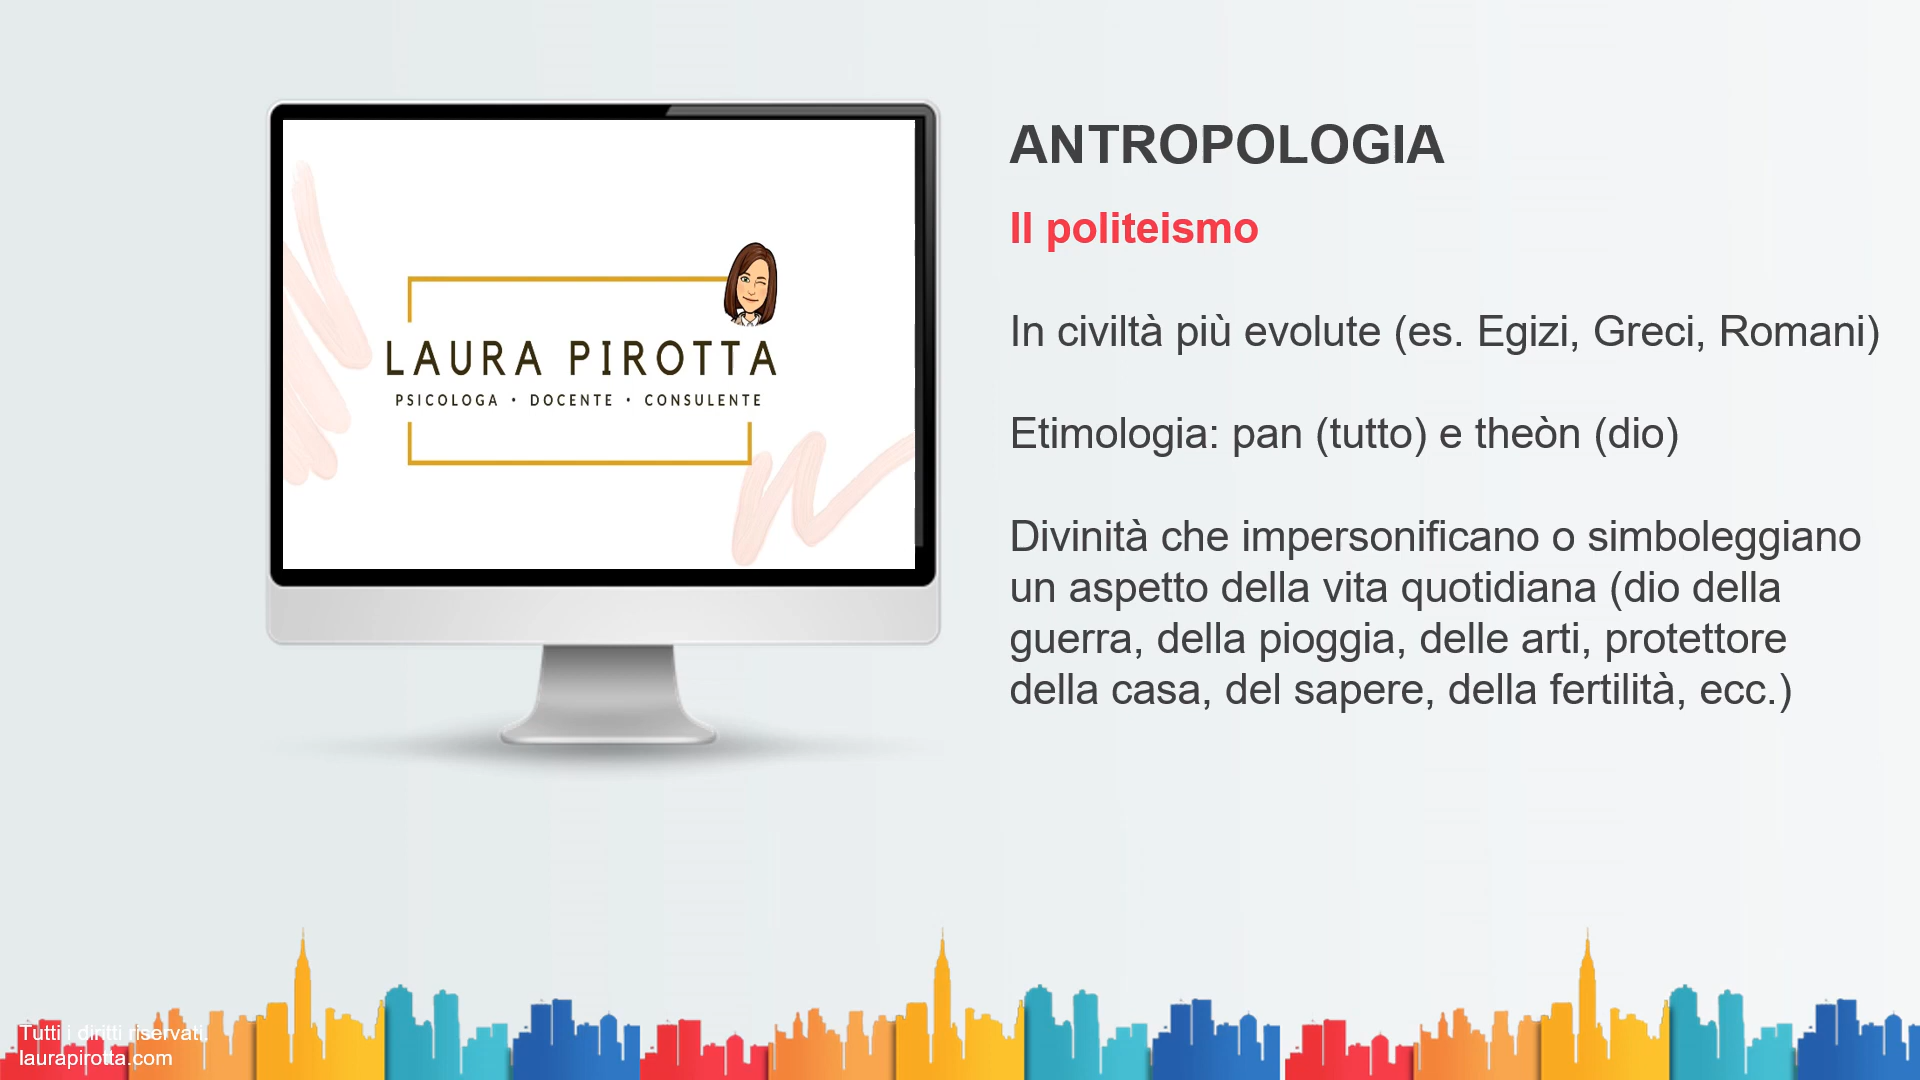 LAURA PIROTTA
PSICOLOGA • DOCENTE • CONSULENTE
ANTROPOLOGIA
Il politeismo
In civiltà più evolute (es. Egizi, Greci, Romani)
Etimologia: pan (tutto) e theòn (dio)
Divinità che impersonificano o simboleggiano
un aspetto della vita quotidiana (dio della
guerra, della pioggia, delle arti, protettore
della casa, del sapere, della fertilità, ecc.)
Tutti i diritti riservati.
laurapirotta.com